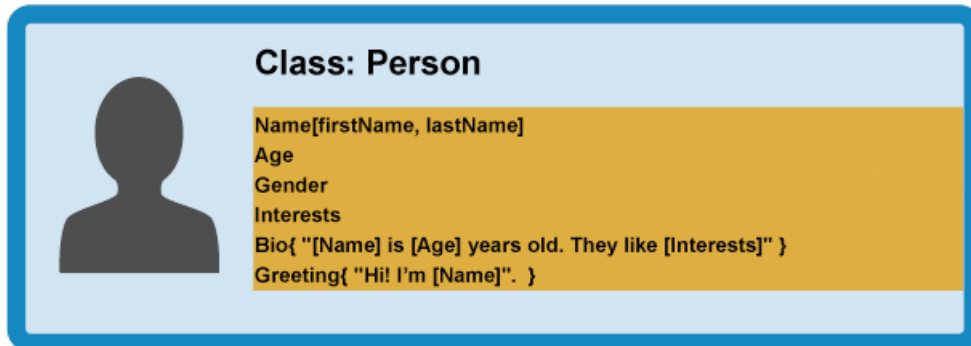 Class: Person
Name[firstName, lastName]
Age
Gender
Interests
Bio{ "[Name] is [Age] years old. They like [Interests]" }
Greeting{ "Hi! I’m [Name]". }